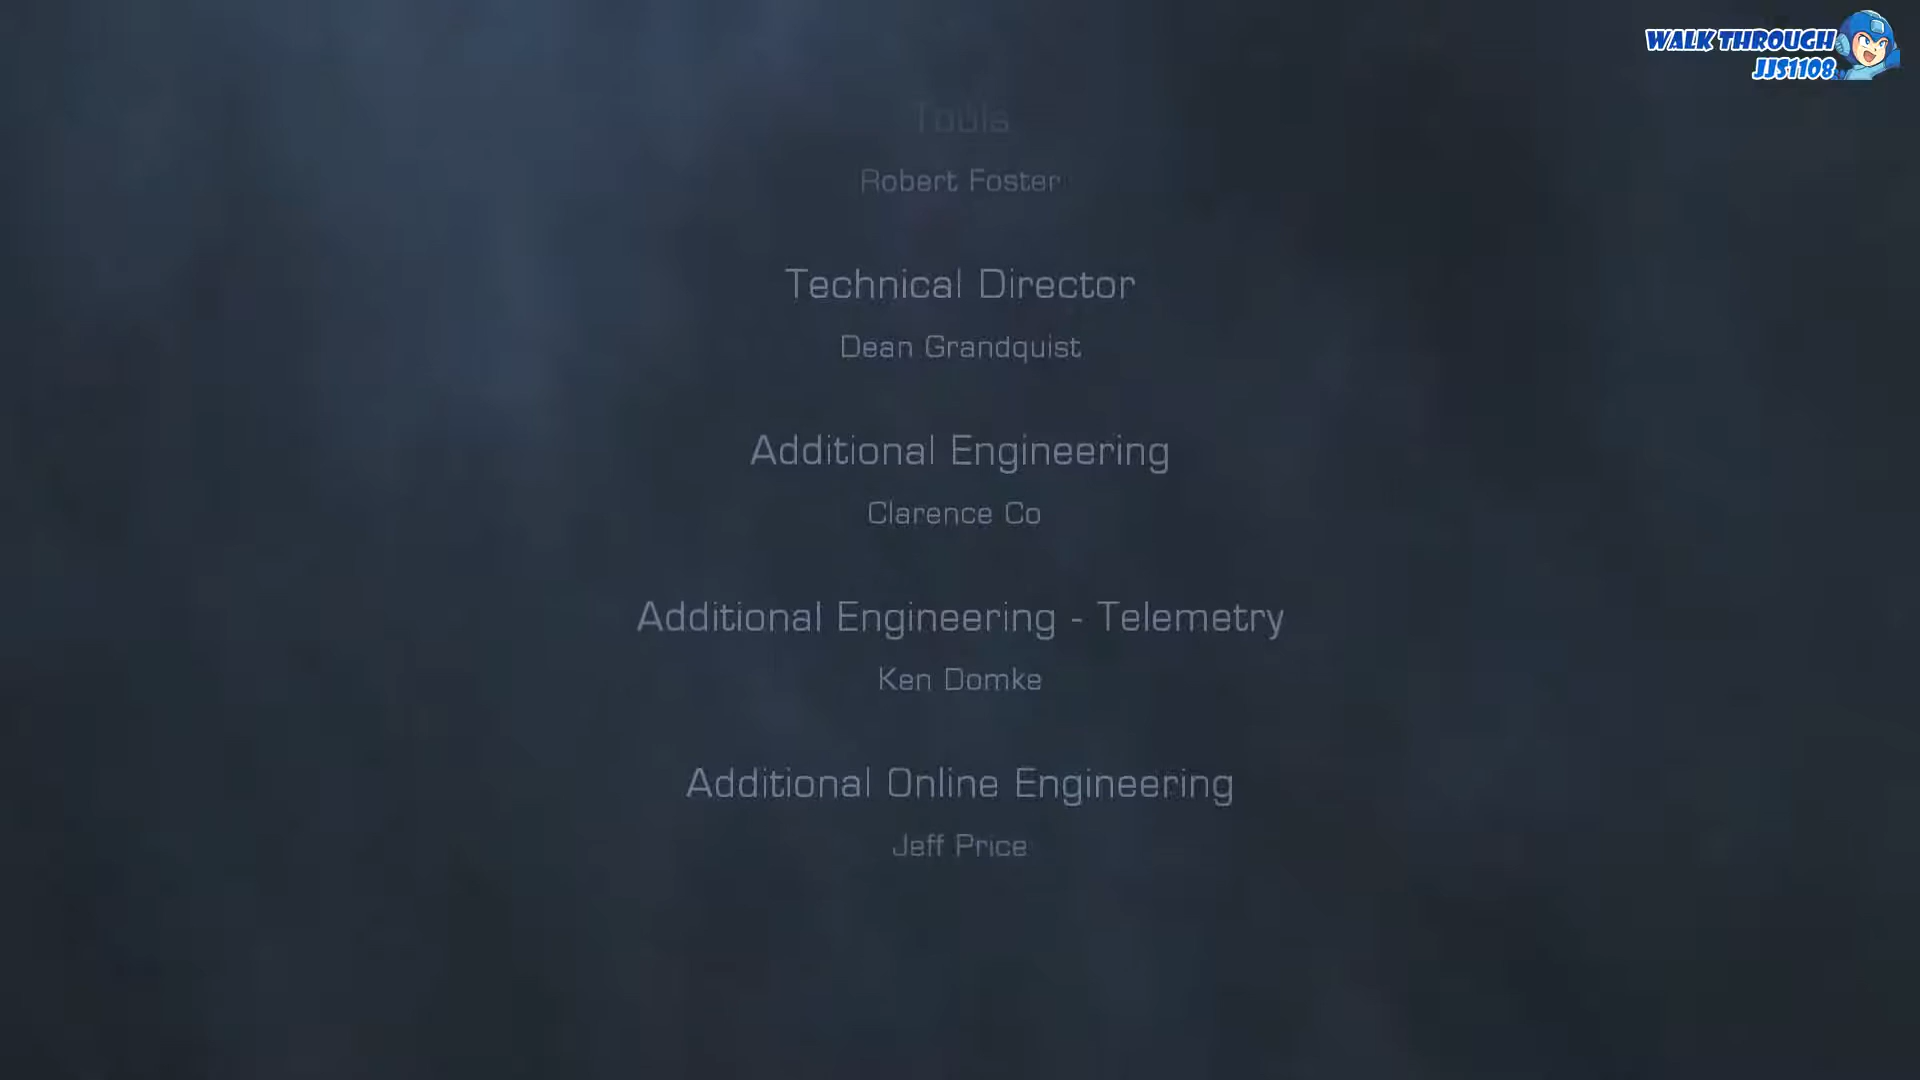 WALK THROUGH
JJS1108
Tools
Robert Foster
Technical Director
Dean Grandquist
Additional Engineering
Clarence Co
Additional Engineering - Telemetry
Ken Domke
Additional Online Engineering
Jeff Price